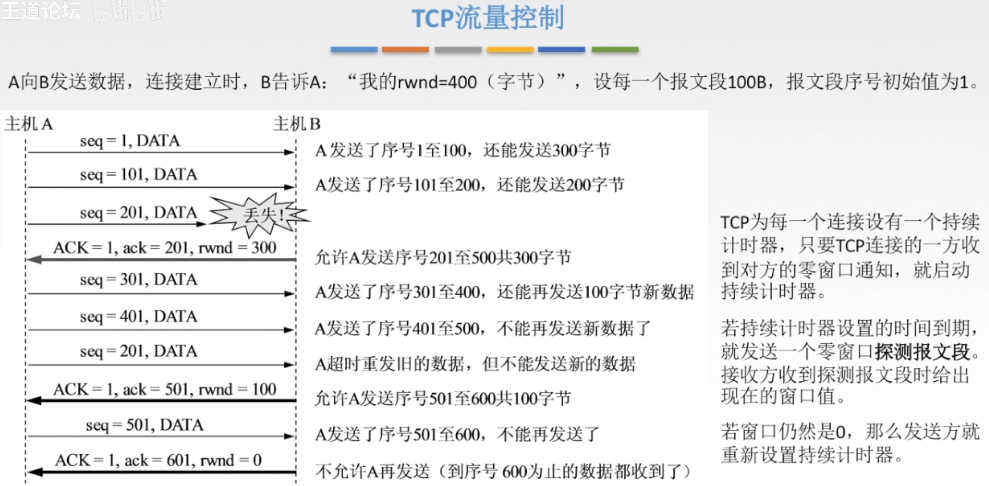 王道论坛
TCP流量控制
A向B发送数据，连接建立时，B告诉A：“我的rwnd=400（字节）”，设每一个报文段100B，报文段序号初始值为1。
主机 A
主机 B
seq = 1, DATA
A 发送了序号1至100，还能发送300字节
seq = 101, DATA
A发送了序号101至200，还能发送200字节
seq = 201, DATA
丢失!
ACK = 1, ack = 201, rwnd = 300
允许A发送序号201至500共300字节
seq = 301, DATA
A发送了序号301至400，还能再发送100字节新数据
seq = 401, DATA
A发送了序号401至500，不能再发送新数据了
seq = 201, DATA
A超时重发旧的数据，但不能发送新的数据
ACK = 1, ack = 501, rwnd = 100
允许A发送序号501至600共100字节
seq = 501, DATA
A发送了序号501至600，不能再发送了
ACK = 1, ack = 601, rwnd = 0
不允许A再发送（到序号 600为止的数据都收到了）
TCP为每一个连接设有一个持续
计时器，只要TCP连接的一方收
到对方的零窗口通知，就启动
持续计时器。
若持续计时器设置的时间到期，
就发送一个零窗口探测报文段。
接收方收到探测报文段时给出
现在的窗口值。
若窗口仍然是0，那么发送方就
重新设置持续计时器。